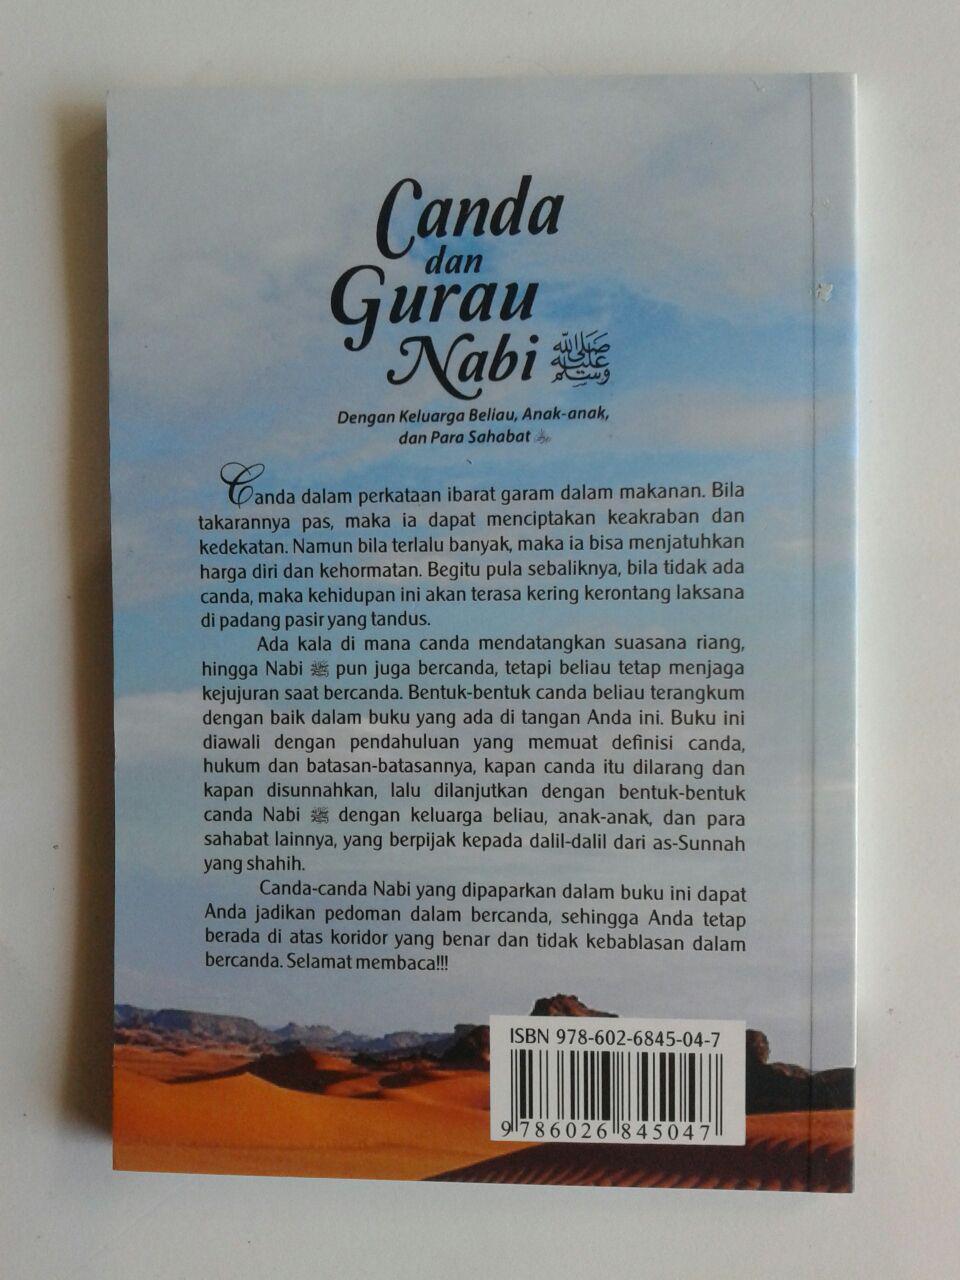 Canda
dan
Gurau
Nabi ﷺ
Dengan Keluarga Beliau, Anak-anak,
dan Para Sahabat
Canda dalam perkataan ibarat garam dalam makanan. Bila
takarannya pas, maka ia dapat menciptakan keakraban dan
kedekatan. Namun bila terlalu banyak, maka ia bisa menjatuhkan
harga diri dan kehormatan. Begitu pula sebaliknya, bila tidak ada
canda, maka kehidupan ini akan terasa kering kerontang laksana
di padang pasir yang tandus.
Ada kala di mana canda mendatangkan suasana riang,
hingga Nabi ﷺ pun juga bercanda, tetapi beliau tetap menjaga
kejujuran saat bercanda. Bentuk-bentuk canda beliau terangkum
dengan baik dalam buku yang ada di tangan Anda ini. Buku ini
diawali dengan pendahuluan yang memuat definisi canda,
hukum dan batasan-batasannya, kapan canda itu dilarang dan
kapan disunnahkan, lalu dilanjutkan dengan bentuk-bentuk
canda Nabi ﷺ dengan keluarga beliau, anak-anak, dan para
sahabat lainnya, yang berpijak kepada dalil-dalil dari as-Sunnah
yang shahih.
Canda-canda Nabi yang dipaparkan dalam buku ini dapat
Anda jadikan pedoman dalam bercanda, sehingga Anda tetap
berada di atas koridor yang benar dan tidak kebablasan dalam
bercanda. Selamat membaca!!!
ISBN 978-602-6845-04-7
9 786026 845047